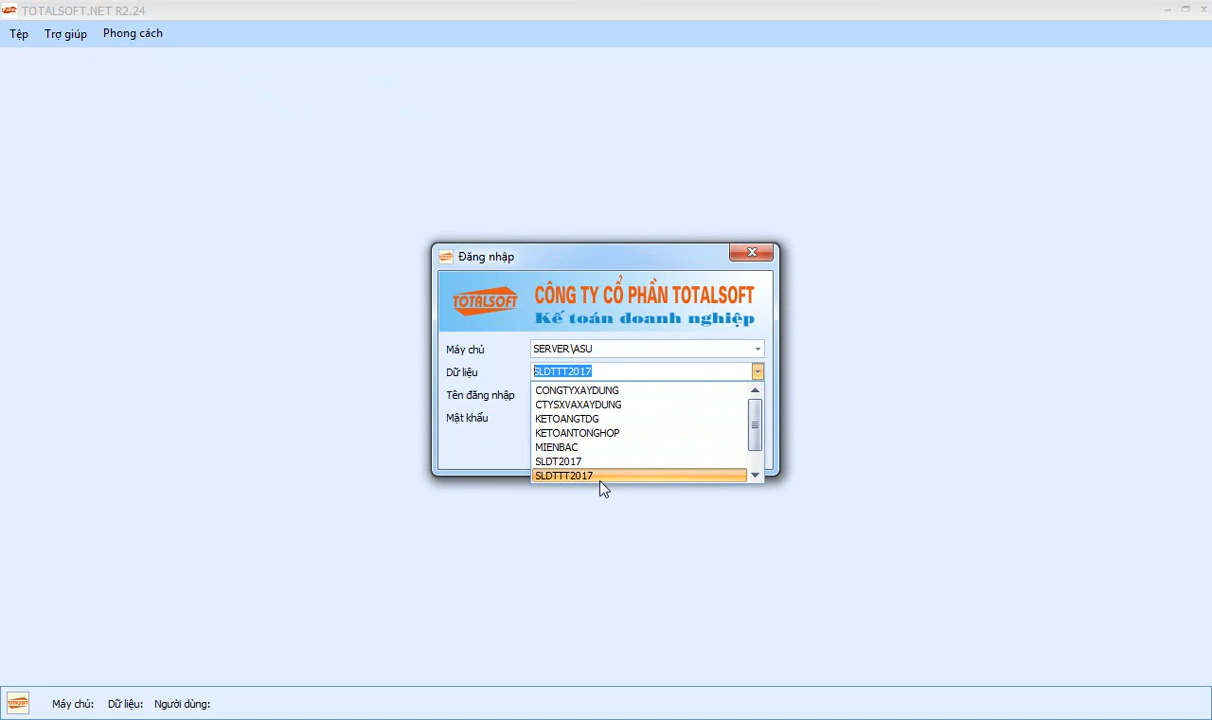 TOTALSOFT.NET R2.24
Tệp Trợ giúp Phong cách
Đăng nhập
TOTALSOFT
CÔNG TY CỔ PHẦN TOTALSOFT
Kế toán doanh nghiệp
Máy chủ SERVER\ASU
Dữ liệu SLDTTT2017
Tên đăng nhập
Mật khẩu
CONGTYXAYDUNG
CTYSXVAXAYDUNG
KETOANGTDG
KETOANTONGHOP
MIENBAC
SLDT2017
SLDTTT2017
Máy chủ: Dữ liệu: Người dùng: